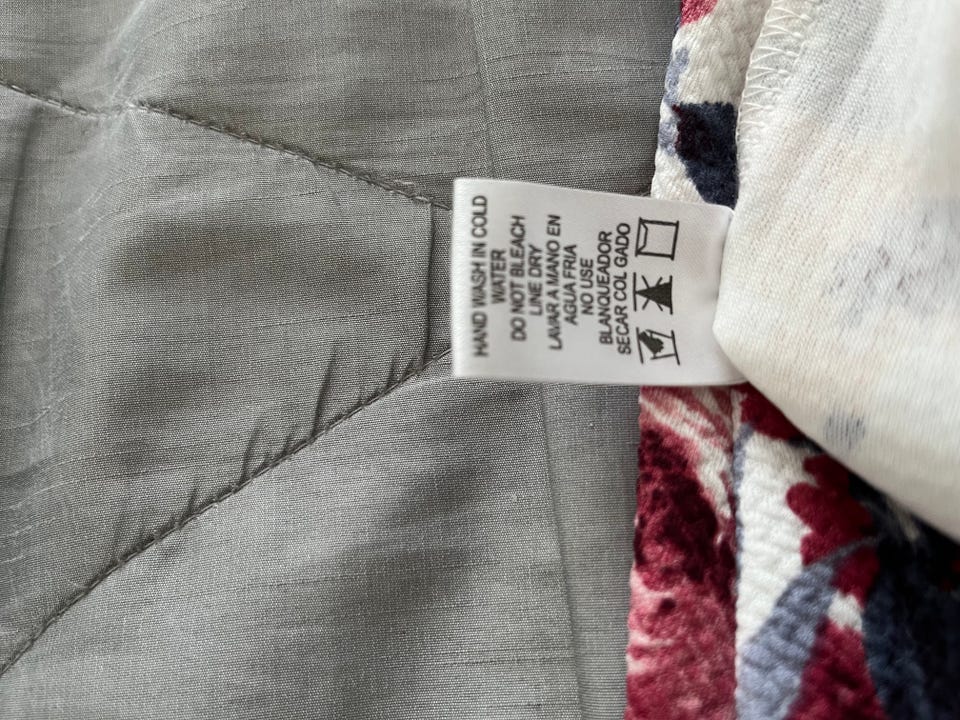 HAND WASH IN COLD
WATER
DO NOT BLEACH
LINE DRY
LAVAR A MANO EN
AGUA FRIA
NO USE
BLANQUEADOR
SECAR COL GADO